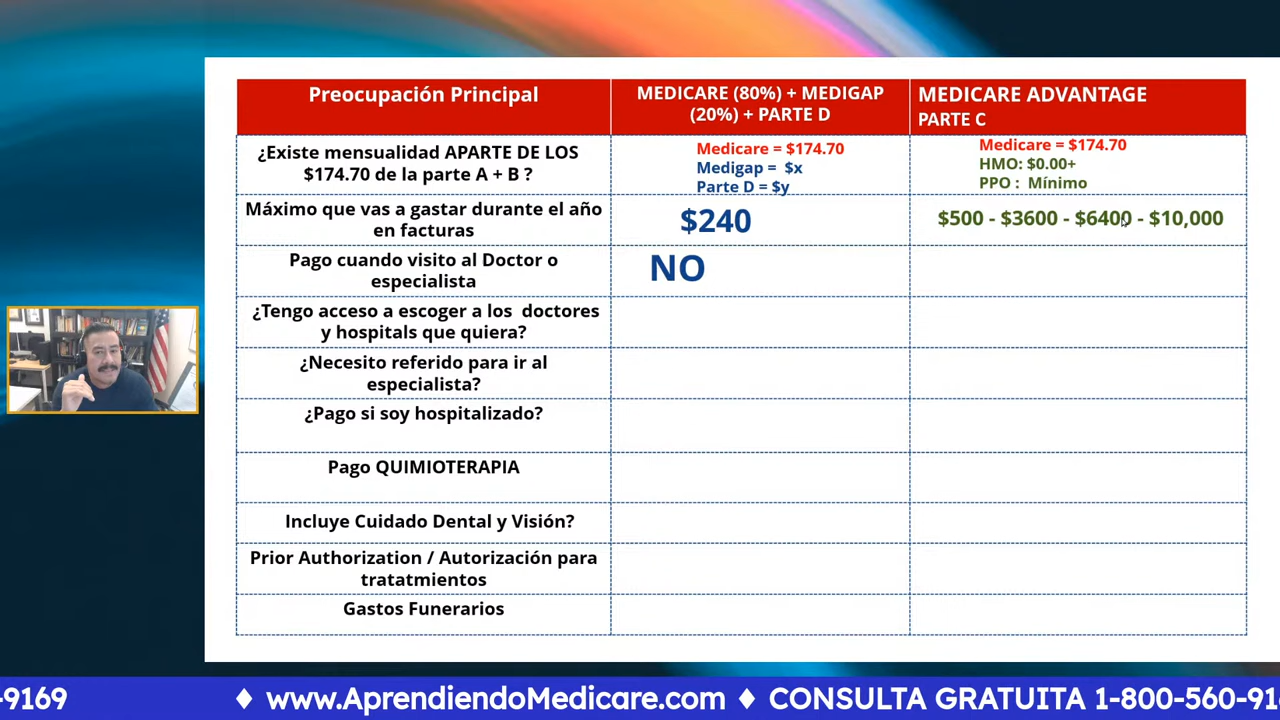 Preocupación Principal
MEDICARE (80%) + MEDIGAP
(20%) + PARTE D
MEDICARE ADVANTAGE
PARTE C
¿Existe mensualidad APARTE DE LOS
$174.70 de la parte A + B ?
Medicare = $174.70
Medigap = $x
Parte D = $y
Medicare = $174.70
HMO: $0.00+
PPO : Mínimo
Máximo que vas a gastar durante el año
en facturas
$240
$500 - $3600 - $6400 - $10,000
Pago cuando visito al Doctor o
especialista
NO
¿Tengo acceso a escoger a los doctores
y hospitals que quiera?
¿Necesito referido para ir al
especialista?
¿Pago si soy hospitalizado?
Pago QUIMIOTERAPIA
Incluye Cuidado Dental y Visión?
Prior Authorization / Autorización para
tratatmientos
Gastos Funerarios
-9169 ♦ www.AprendiendoMedicare.com ♦ CONSULTA GRATUITA 1-800-560-91